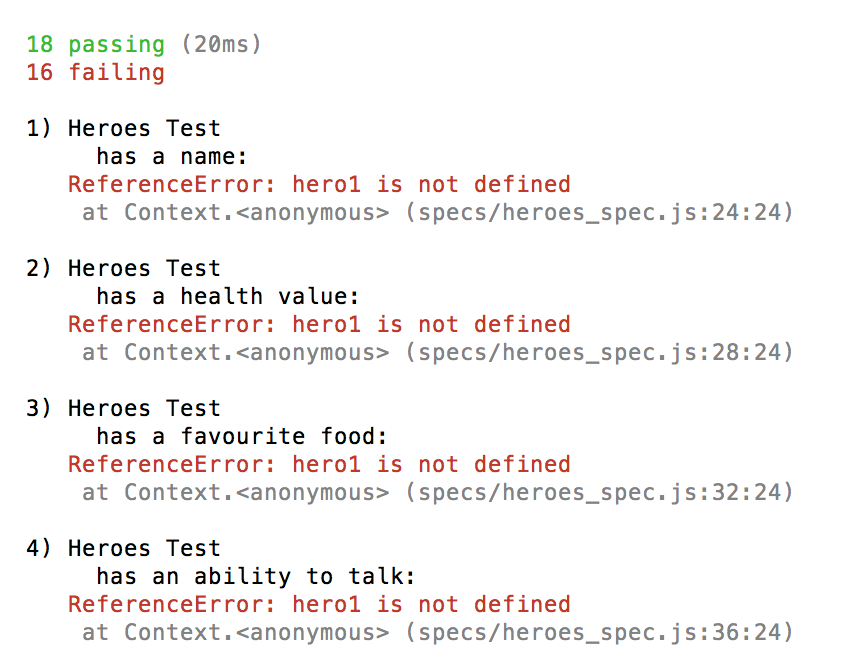 18 passing (20ms)
16 failing
1) Heroes Test
has a name:
ReferenceError: hero1 is not defined
at Context.<anonymous> (specs/heroes_spec.js:24:24)
2) Heroes Test
has a health value:
ReferenceError: hero1 is not defined
at Context.<anonymous> (specs/heroes_spec.js:28:24)
3) Heroes Test
has a favourite food:
ReferenceError: hero1 is not defined
at Context.<anonymous> (specs/heroes_spec.js:32:24)
4) Heroes Test
has an ability to talk:
ReferenceError: hero1 is not defined
at Context.<anonymous> (specs/heroes_spec.js:36:24)